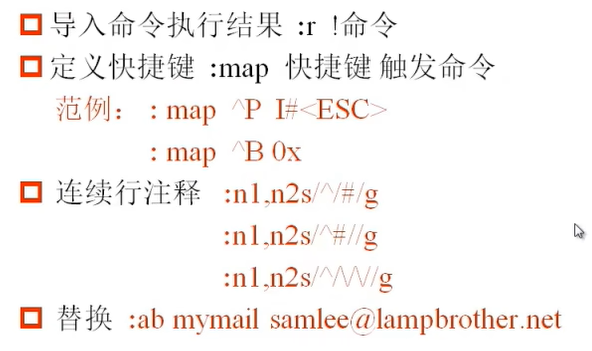 导入命令执行结果 :r !命令
定义快捷键 :map 快捷键 触发命令
范例： : map ^P I#<ESC>
: map ^B 0x
连续行注释 :n1,n2s/^/#/g
:n1,n2s/^#//g
:n1,n2s/^/\/\//g
替换 :ab mymail samlee@lampbrother.net